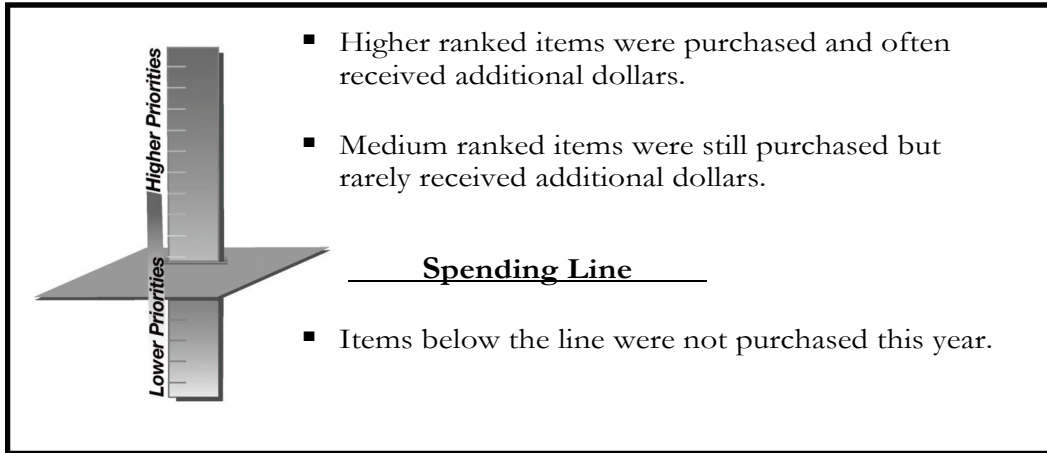 Higher Priorities
Lower Priorities
▪ Higher ranked items were purchased and often
received additional dollars.
▪ Medium ranked items were still purchased but
rarely received additional dollars.
Spending Line
▪ Items below the line were not purchased this year.